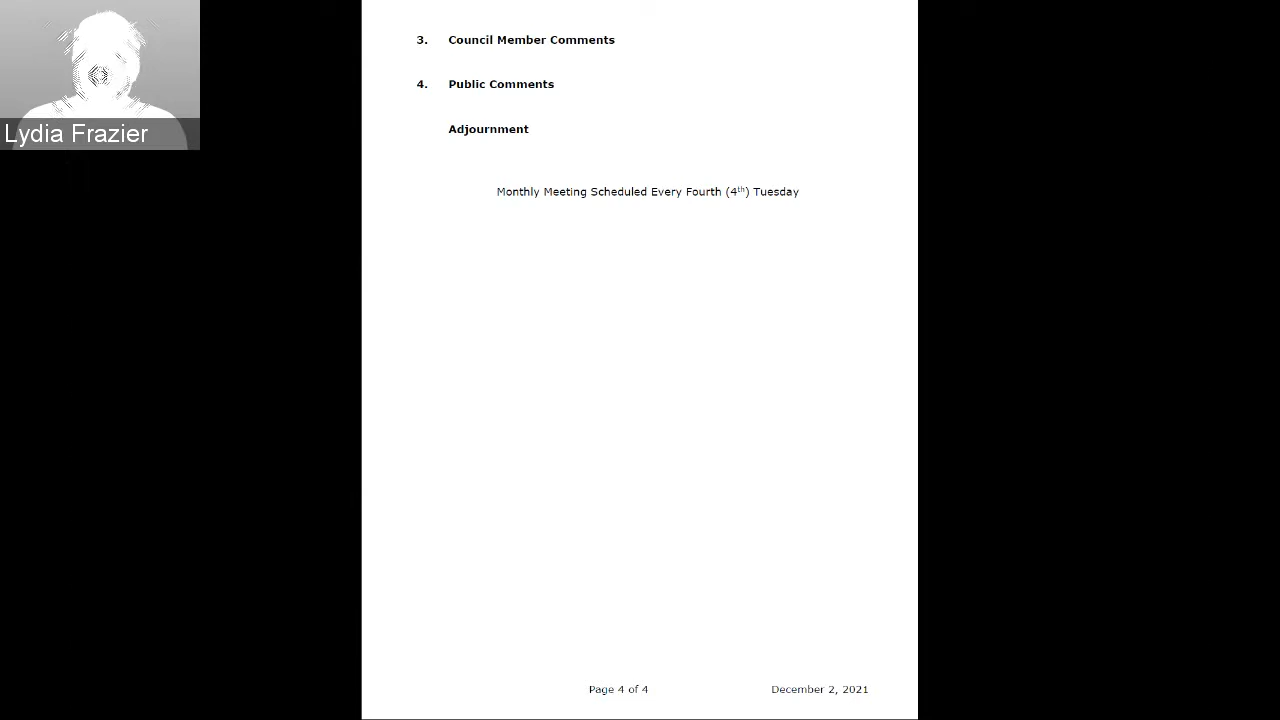 3. Council Member Comments
4. Public Comments
Adjournment
Lydia Frazier
Monthly Meeting Scheduled Every Fourth (4th) Tuesday
Page 4 of 4 December 2, 2021